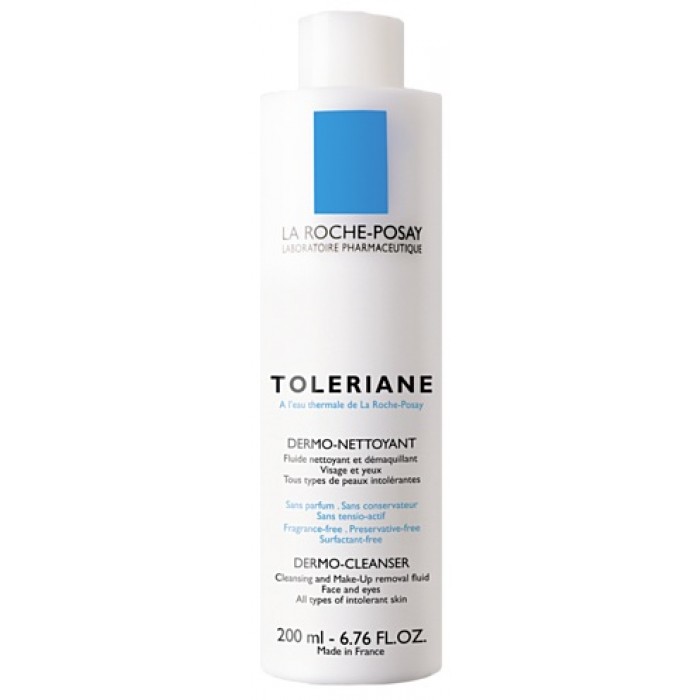 LA ROCHE-POSAY
LABORATOIRE PHARMACEUTIQUE
TOLERIANE
A l'eau thermale de La Roche-Posay
DERMO-NETTOYANT
Fluide nettoyant et démaquillant
Visage et yeux
Tous types de peaux intolérantes
Sans parfum . Sans conservateur
Sans tensio-actif
Fragrance-free . Preservative-free
Surfactant-free
DERMO-CLEANSER
Cleansing and Make-Up removal fluid
Face and eyes
All types of intolerant skin
200 ml - 6.76 FL.OZ.
Made in France